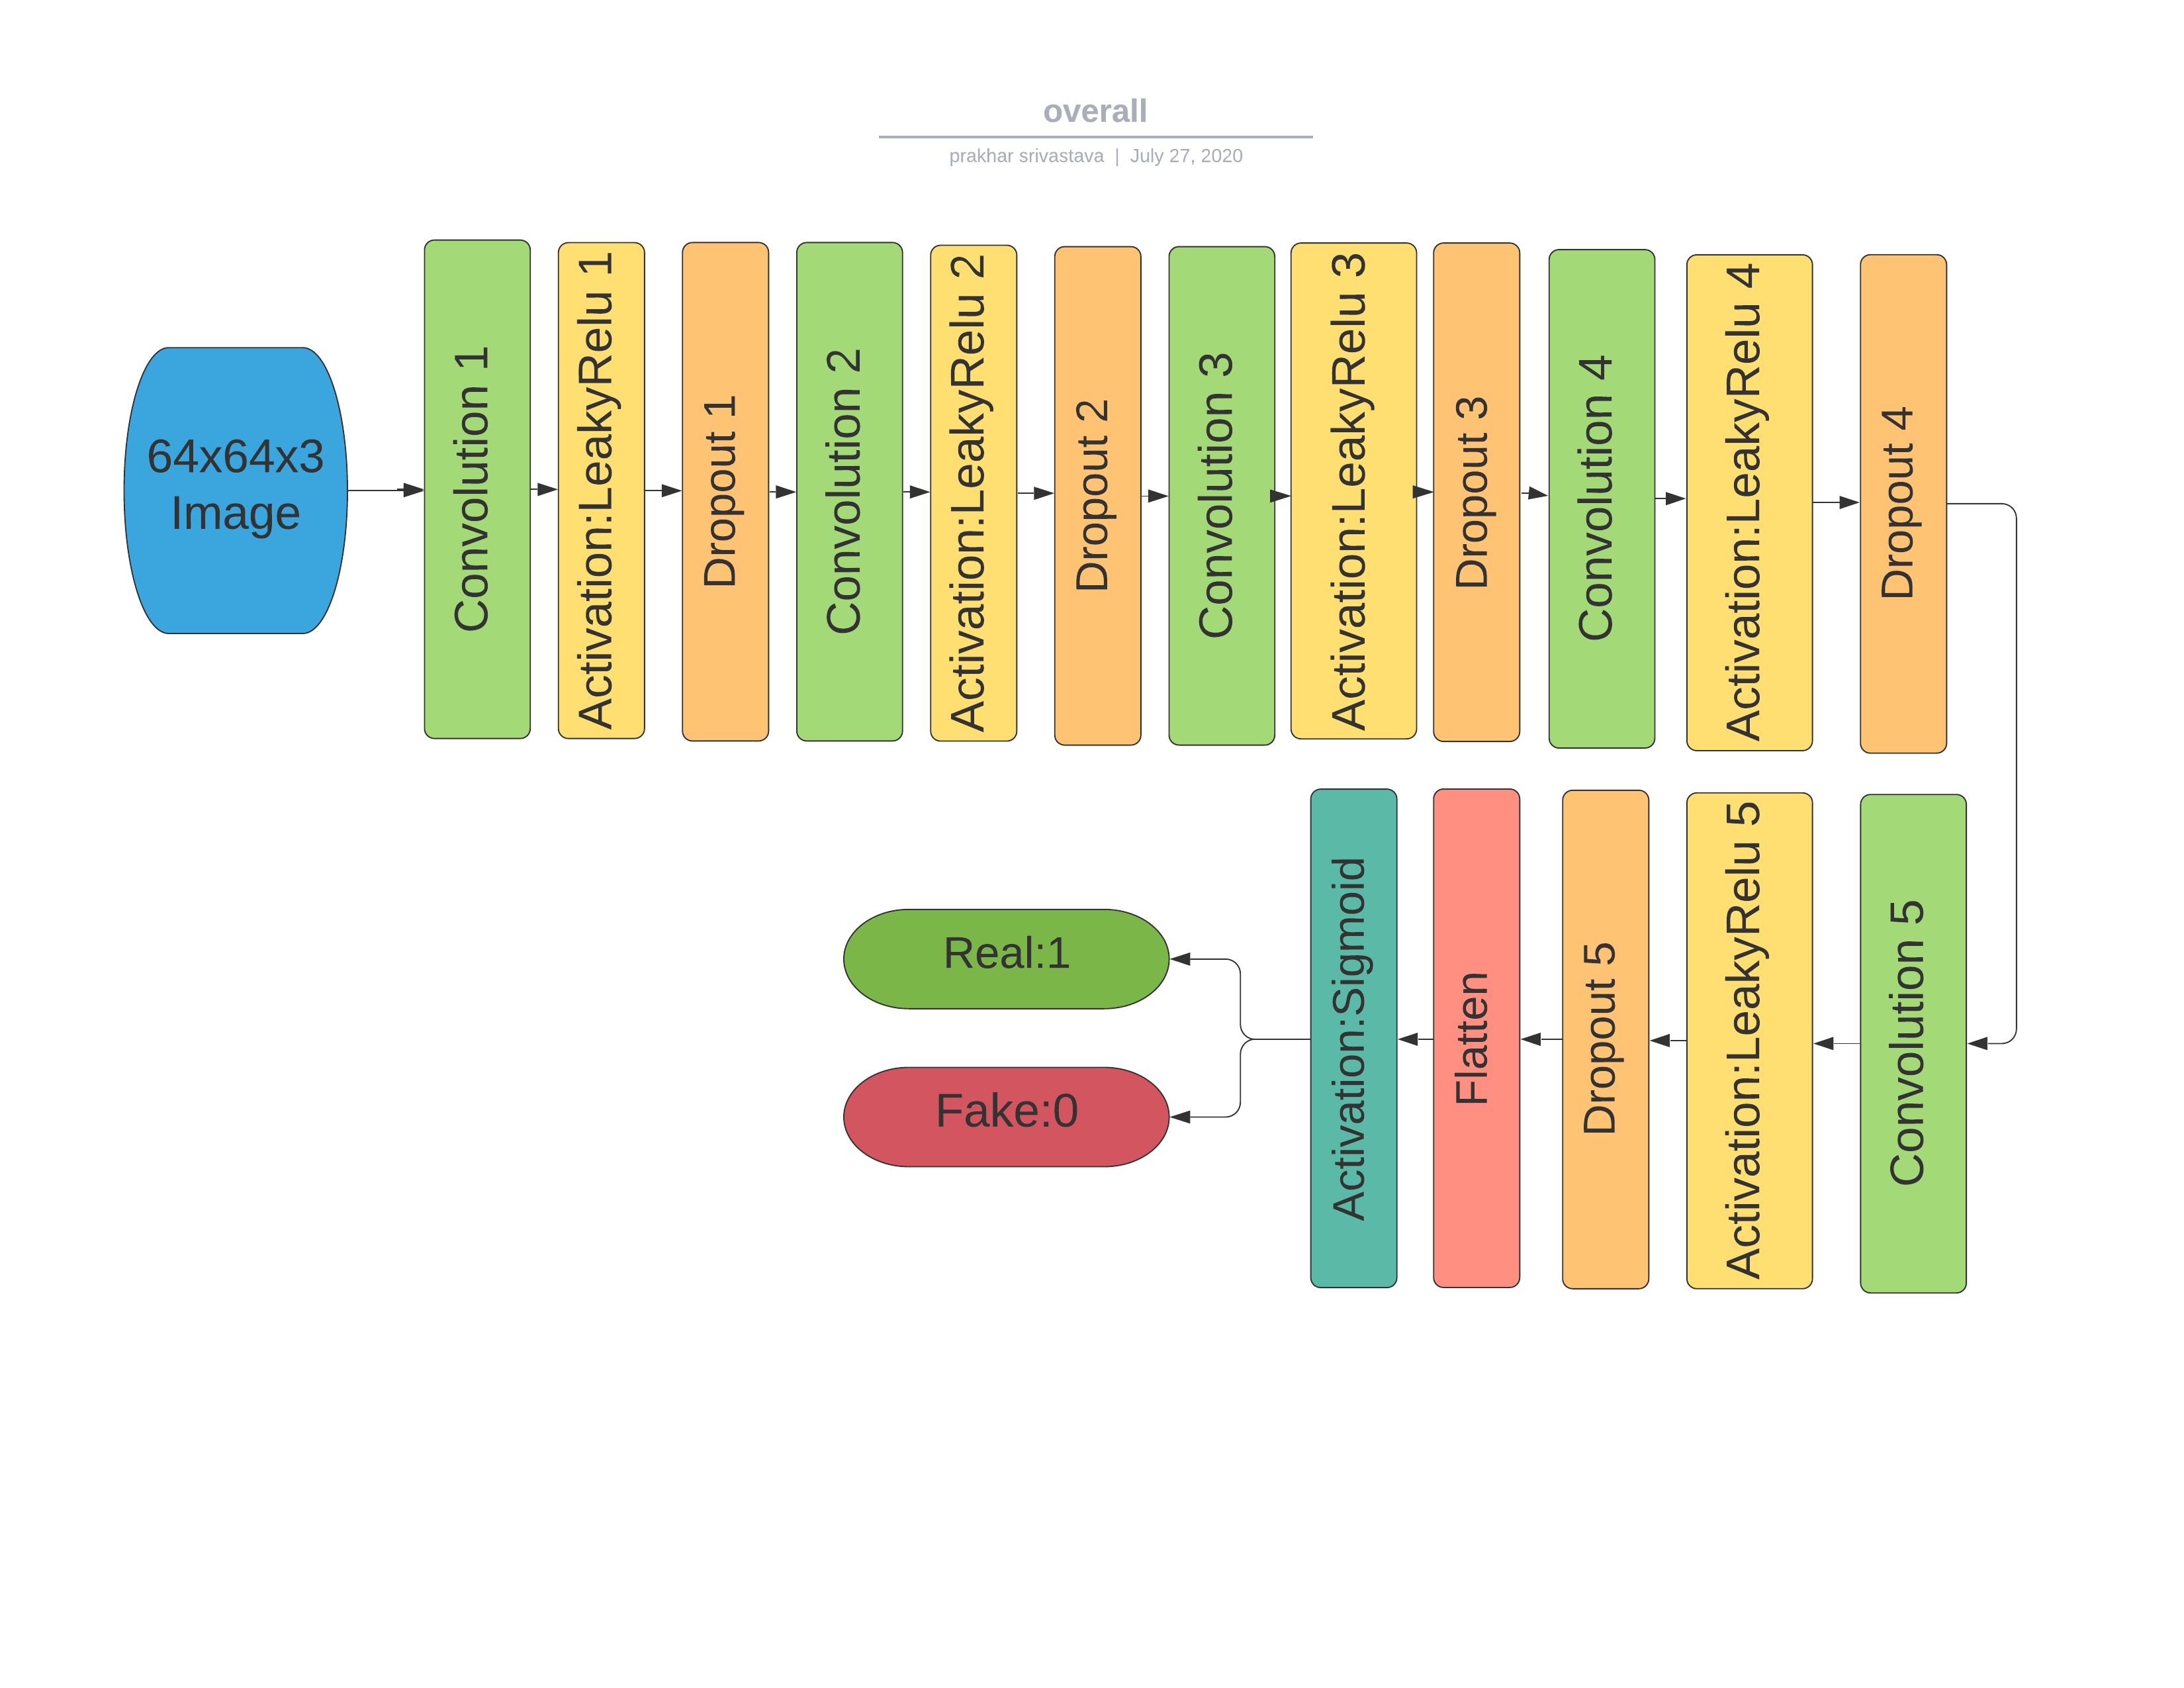 overall
prakhar srivastava | July 27, 2020
64x64x3
Image
Convolution 1
Activation:LeakyRelu 1
Dropout 1
Convolution 2
Activation:LeakyRelu 2
Dropout 2
Convolution 3
Activation:LeakyRelu 3
Dropout 3
Convolution 4
Activation:LeakyRelu 4
Dropout 4
Convolution 5
Activation:LeakyRelu 5
Dropout 5
Flatten
Activation:Sigmoid
Real:1
Fake:0